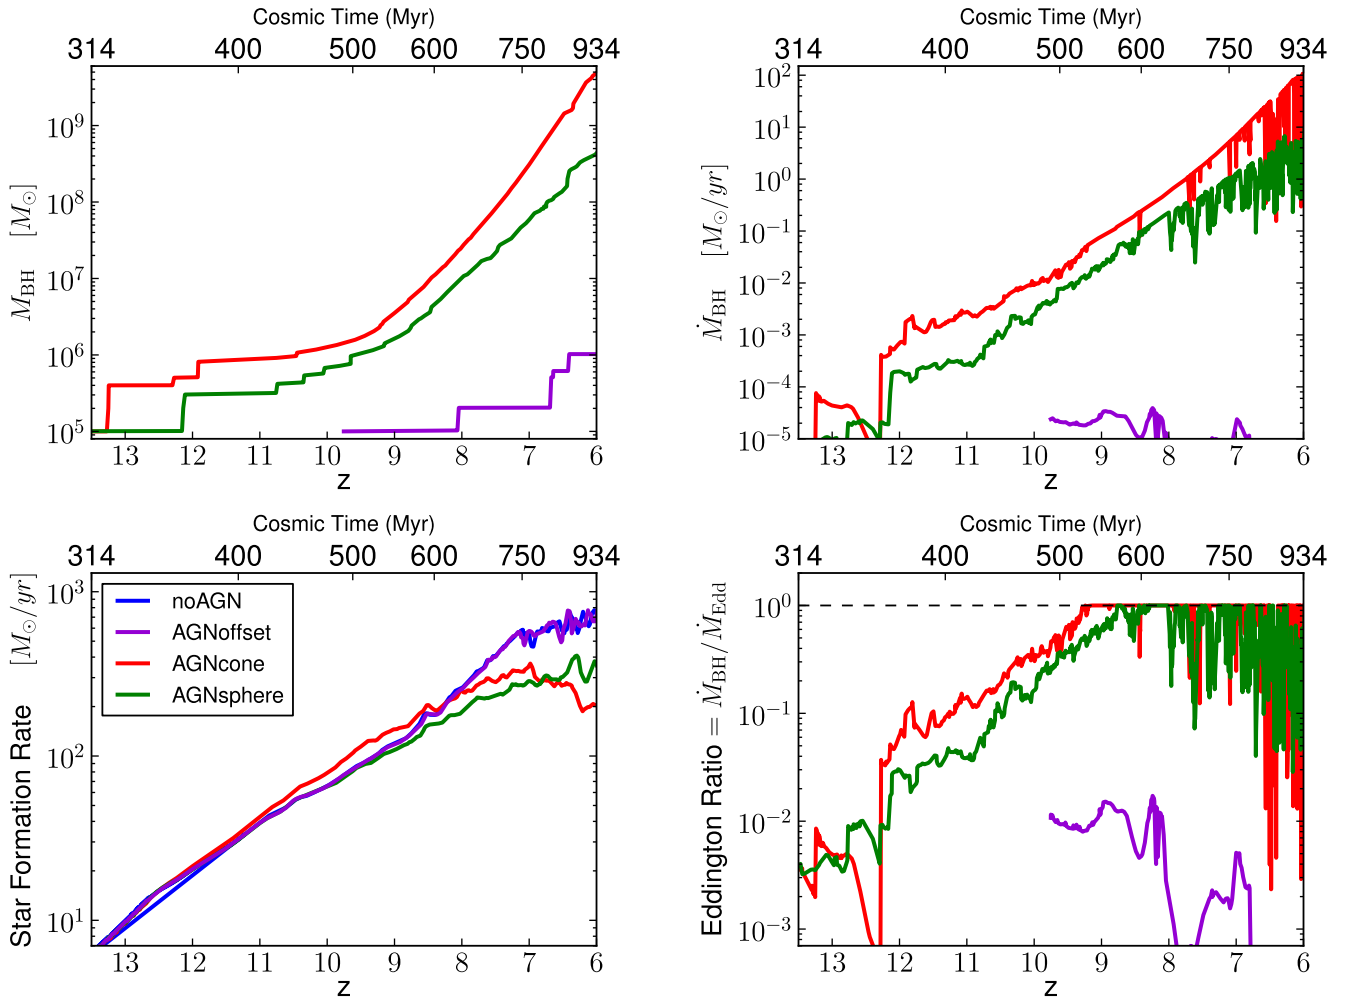 Cosmic Time (Myr)
314 400 500 600 750 934
M_BH [M_⊙]
10^9
10^8
10^7
10^6
10^5
13 12 11 10 9 8 7 6
z
Cosmic Time (Myr)
314 400 500 600 750 934
Ṁ_BH [M_⊙/yr]
10^2
10^1
10^0
10^−1
10^−2
10^−3
10^−4
10^−5
13 12 11 10 9 8 7 6
z
Cosmic Time (Myr)
314 400 500 600 750 934
Star Formation Rate [M_⊙/yr]
10^3
10^2
10^1
noAGN
AGNoffset
AGNcone
AGNsphere
13 12 11 10 9 8 7 6
z
Cosmic Time (Myr)
314 400 500 600 750 934
Eddington Ratio = Ṁ_BH/Ṁ_Edd
10^0
10^−1
10^−2
10^−3
13 12 11 10 9 8 7 6
z